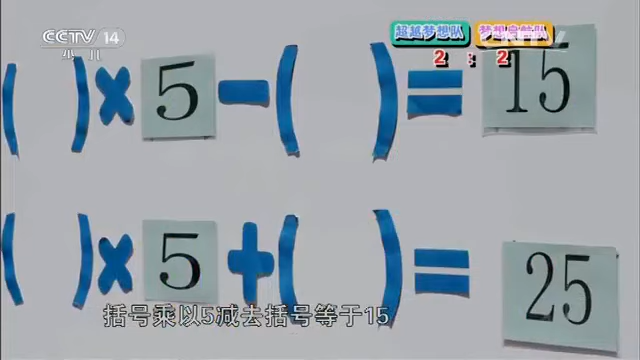 CCTV 14
少儿
超越梦想队
2 : 2
( ) × 5 - ( ) = 15
( ) × 5 + ( ) = 25
括号乘以5减去括号等于15